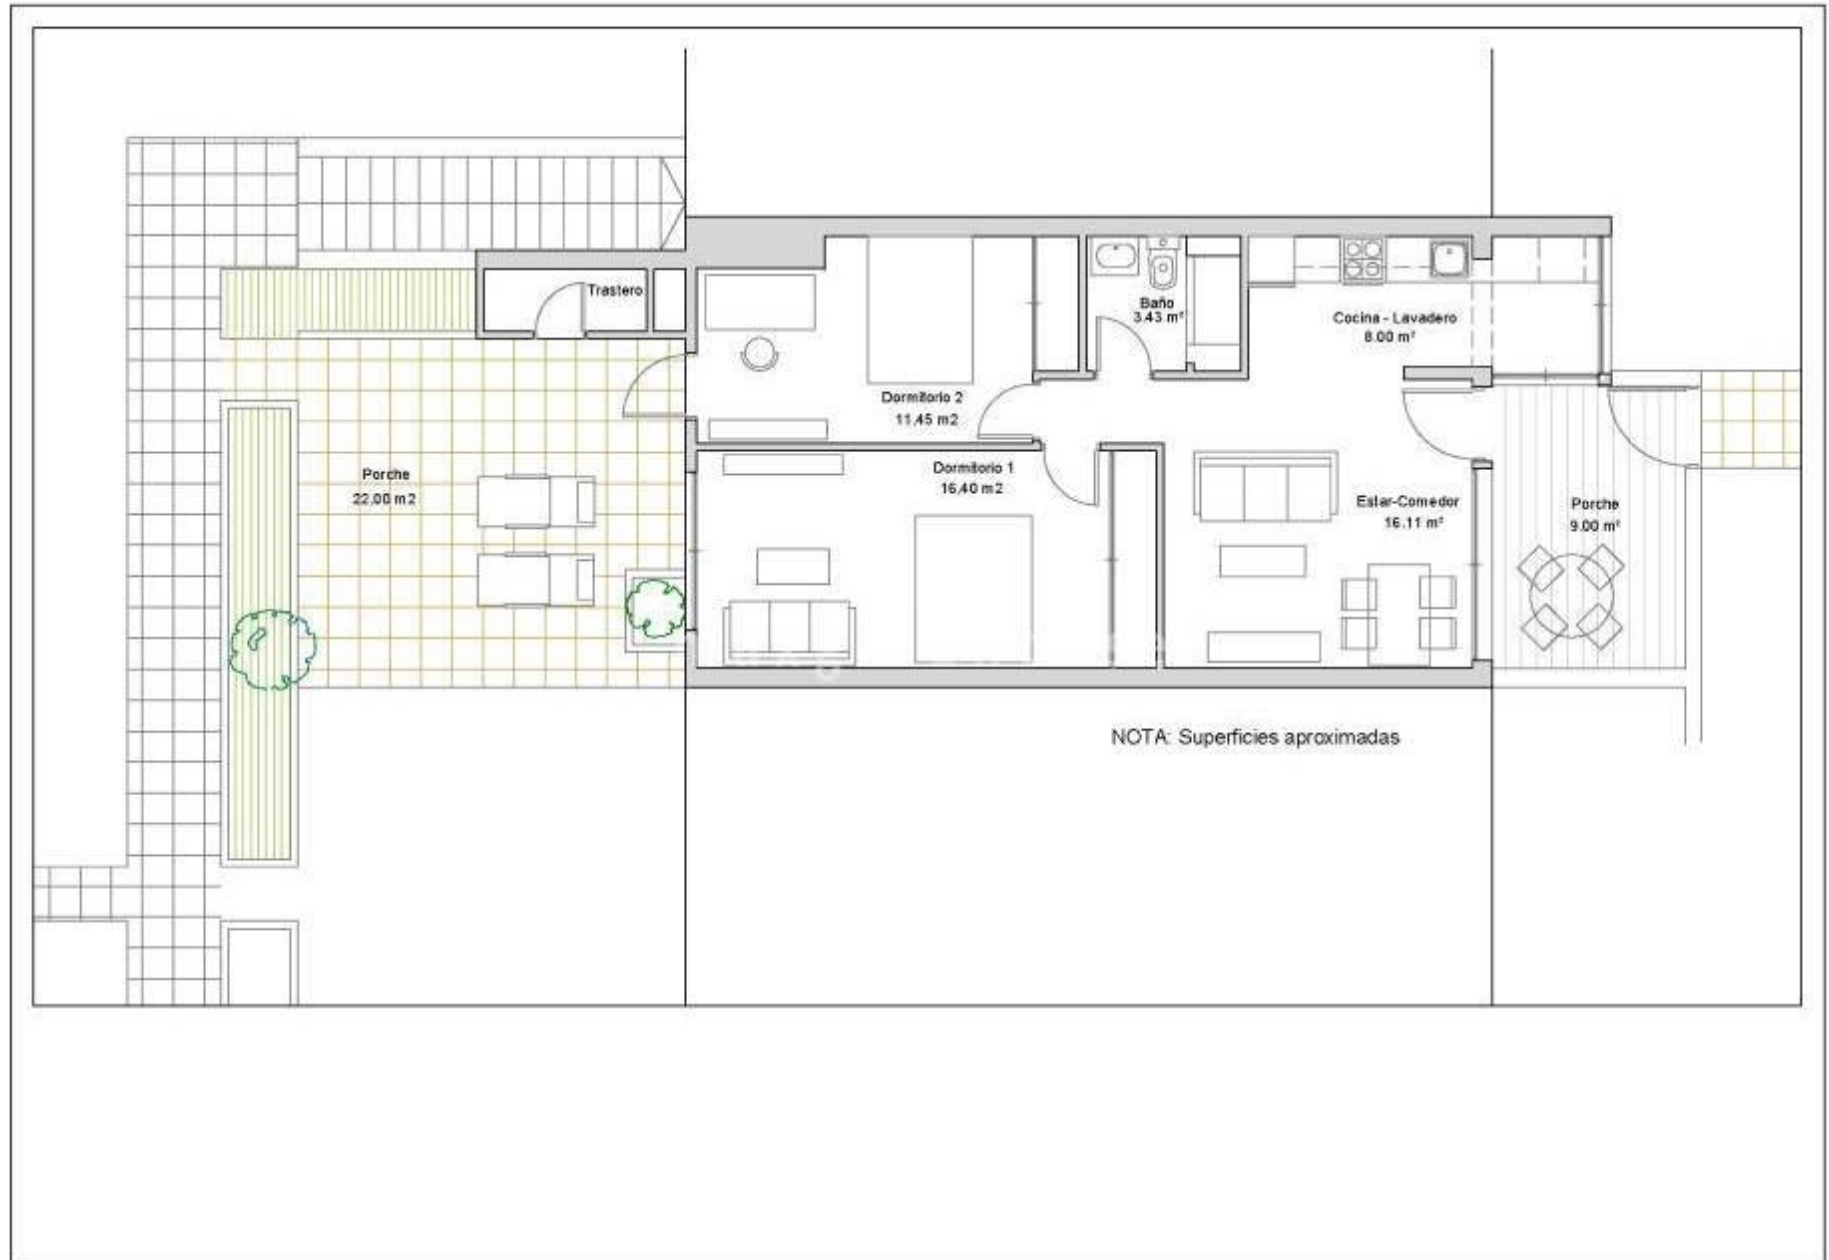 Trastero
Baño
3.43 m²
Cocina - Lavadero
8.00 m²
Dormitorio 2
11.45 m2
Dormitorio 1
16.40 m2
Porche
22.00 m2
Estar-Comedor
16.11 m²
Porche
9.00 m²
NOTA: Superficies aproximadas